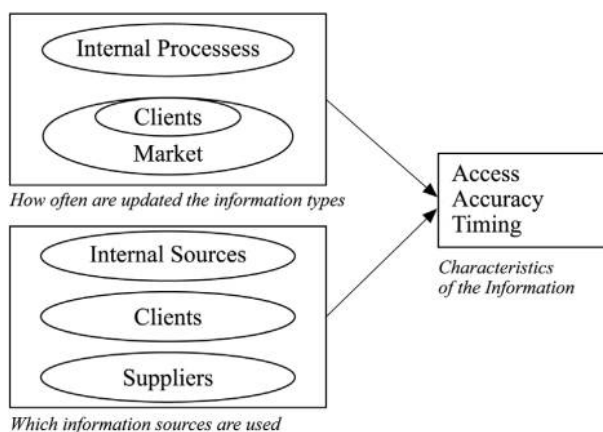 Internal Processess
Clients
Market
How often are updated the information types
Internal Sources
Clients
Suppliers
Which information sources are used
Access
Accuracy
Timing
Characteristics
of the Information